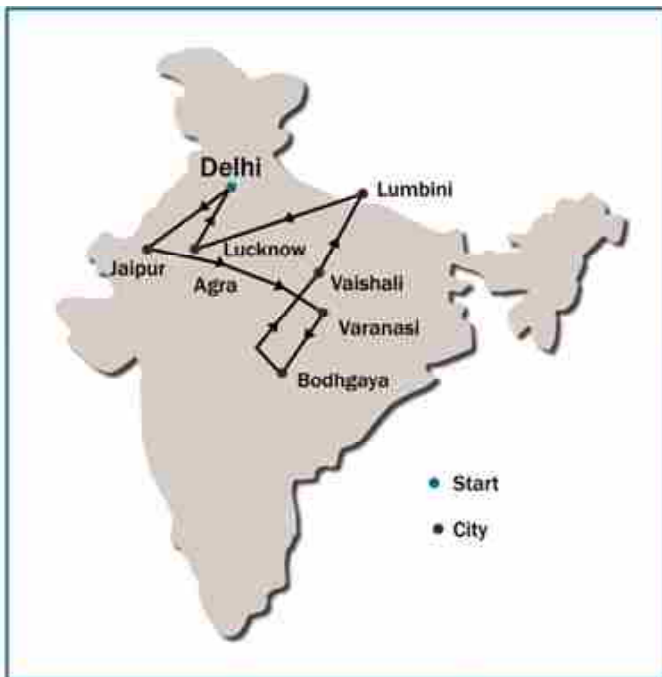 Delhi
Lumbini
Lucknow
Jaipur
Agra
Vaishali
Varanasi
Bodhgaya
Start
City